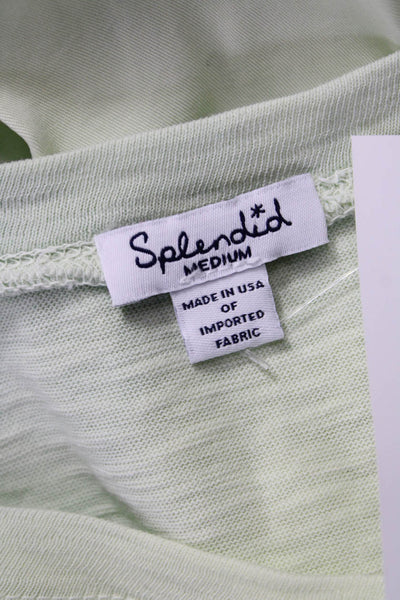 Splendid
MEDIUM
MADE IN USA
OF
IMPORTED
FABRIC